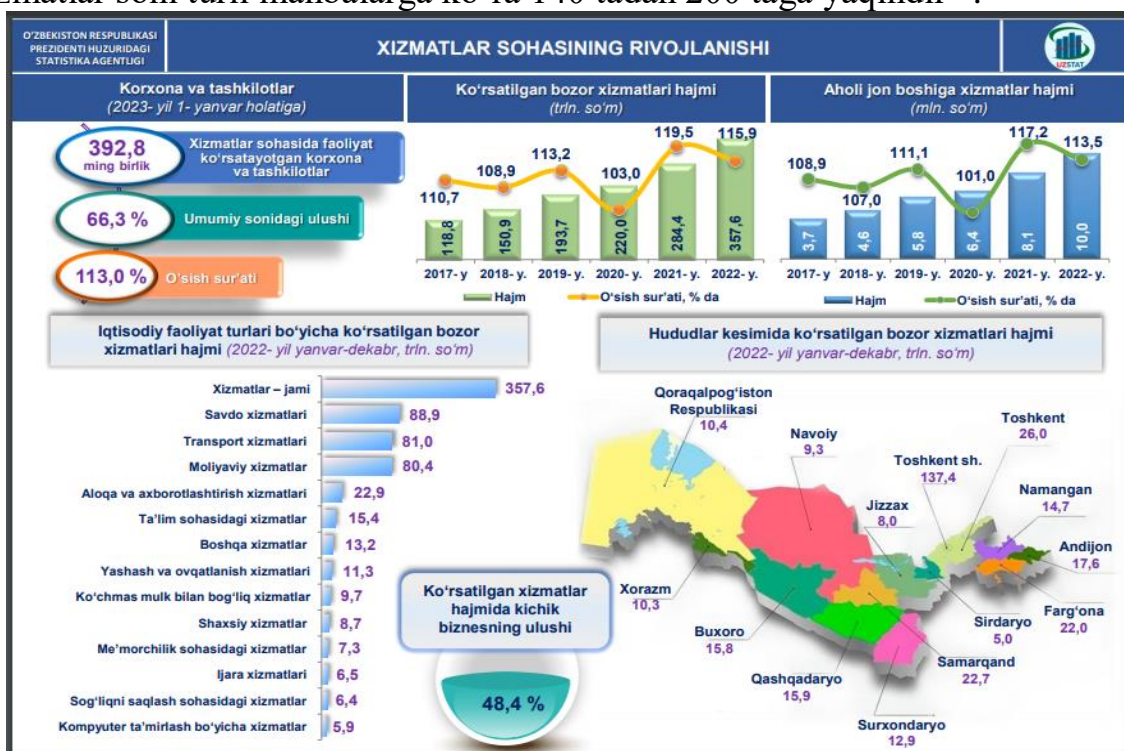 zmatlar soni turli manbalarga ko'ra 140 tadan 200 taga yaqindir
O'ZBEKISTON RESPUBLIKASI
PREZIDENTI HUZURIDAGI
STATISTIKA AGENTLIGI
XIZMATLAR SOHASINING RIVOJLANISHI
UZSTAT
Korxona va tashkilotlar
(2023- yil 1- yanvar holatiga)
392,8
ming birlik
Xizmatlar sohasida faoliyat
ko'rsatayotgan korxona
va tashkilotlar
66,3 %
Umumiy sonidagi ulushi
113,0 %
O'sish sur'ati
Ko'rsatilgan bozor xizmatlari hajmi
(trln. so'm)
110,7 108,9 113,2 103,0 119,5 115,9
118,8 150,9 193,7 220,0 284,4 357,6
2017- y 2018- y. 2019- y. 2020- y. 2021- y. 2022- y.
Hajm O'sish sur'ati, % da
Aholi jon boshiga xizmatlar hajmi
(mln. so'm)
108,9 107,0 111,1 101,0 117,2 113,5
3,7 4,6 5,8 6,4 8,1 10,0
2017- y. 2018- y. 2019- y. 2020- y. 2021- y. 2022- y.
Hajm O'sish sur'ati, % da
Iqtisodiy faoliyat turlari bo'yicha ko'rsatilgan bozor
xizmatlari hajmi (2022- yil yanvar-dekabr, trln. so'm)
Xizmatlar – jami 357,6
Savdo xizmatlari 88,9
Transport xizmatlari 81,0
Moliyaviy xizmatlar 80,4
Aloqa va axborotlashtirish xizmatlari 22,9
Ta'lim sohasidagi xizmatlar 15,4
Boshqa xizmatlar 13,2
Yashash va ovqatlanish xizmatlari 11,3
Ko'chmas mulk bilan bog'liq xizmatlar 9,7
Shaxsiy xizmatlar 8,7
Me'morchilik sohasidagi xizmatlar 7,3
Ijara xizmatlari 6,5
Sog'liqni saqlash sohasidagi xizmatlar 6,4
Kompyuter ta'mirlash bo'yicha xizmatlar 5,9
Ko'rsatilgan xizmatlar
hajmida kichik
biznesning ulushi
48,4 %
Hududlar kesimida ko'rsatilgan bozor xizmatlari hajmi
(2022- yil yanvar-dekabr, trln. so'm)
Qoraqalpog'iston
Respublikasi
10,4
Navoiy
9,3
Toshkent
26,0
Toshkent sh.
137,4
Namangan
14,7
Jizzax
8,0
Andijon
17,6
Xorazm
10,3
Farg'ona
22,0
Sirdaryo
5,0
Buxoro
15,8
Samarqand
22,7
Qashqadaryo
15,9
Surxondaryo
12,9